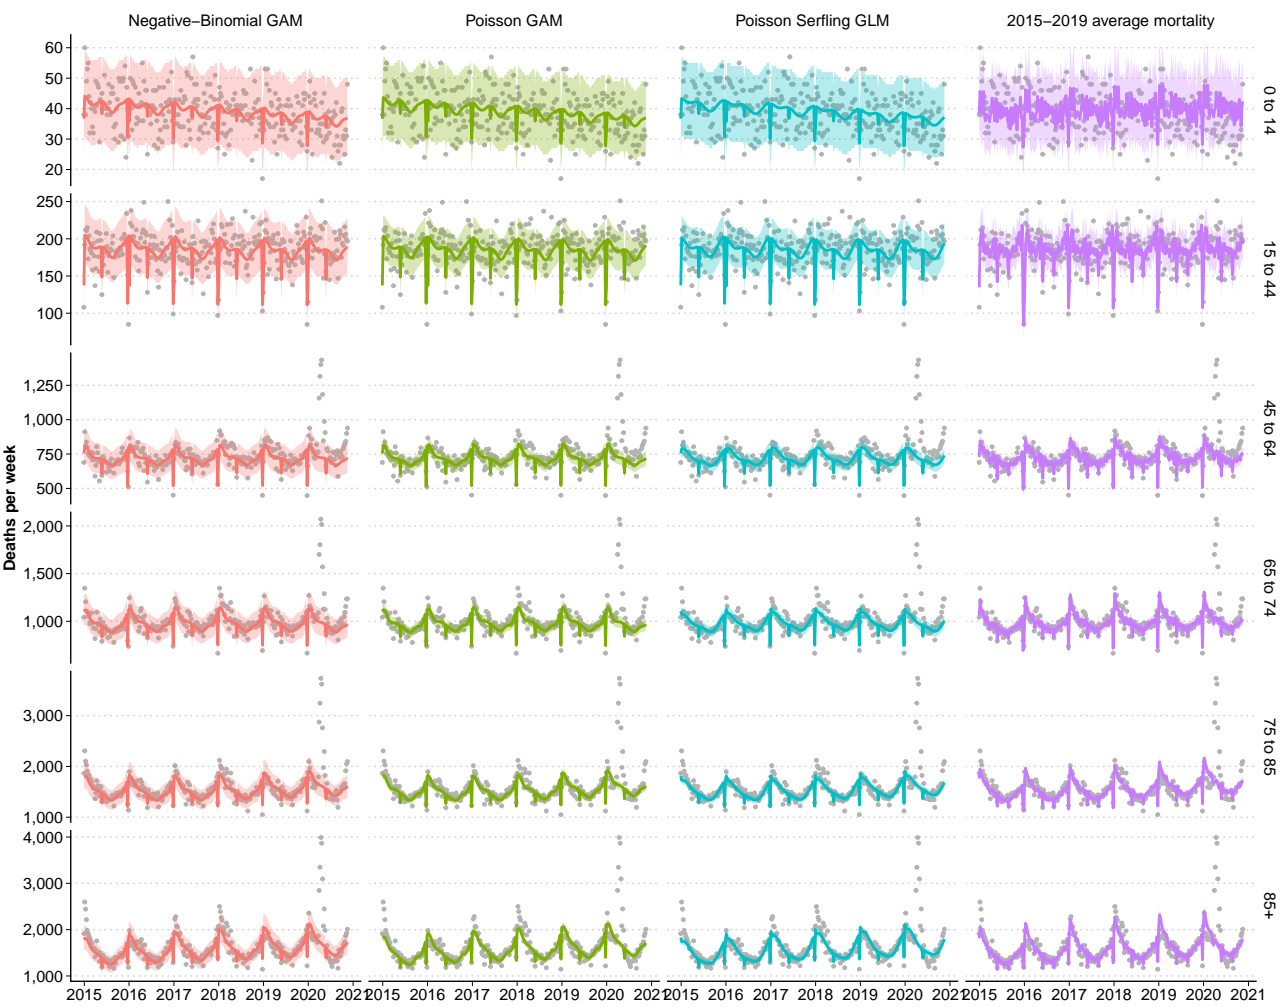 Negative−Binomial GAM
Poisson GAM
Poisson Serfling GLM
2015−2019 average mortality
60
50
40
30
20
0 to 14
250
200
150
100
15 to 44
1,250
1,000
750
500
45 to 64
2,000
1,500
1,000
65 to 74
3,000
2,000
1,000
75 to 85
4,000
3,000
2,000
1,000
85+
Deaths per week
2015 2016 2017 2018 2019 2020 2021
2015 2016 2017 2018 2019 2020 2021
2015 2016 2017 2018 2019 2020 2021
2015 2016 2017 2018 2019 2020 2021